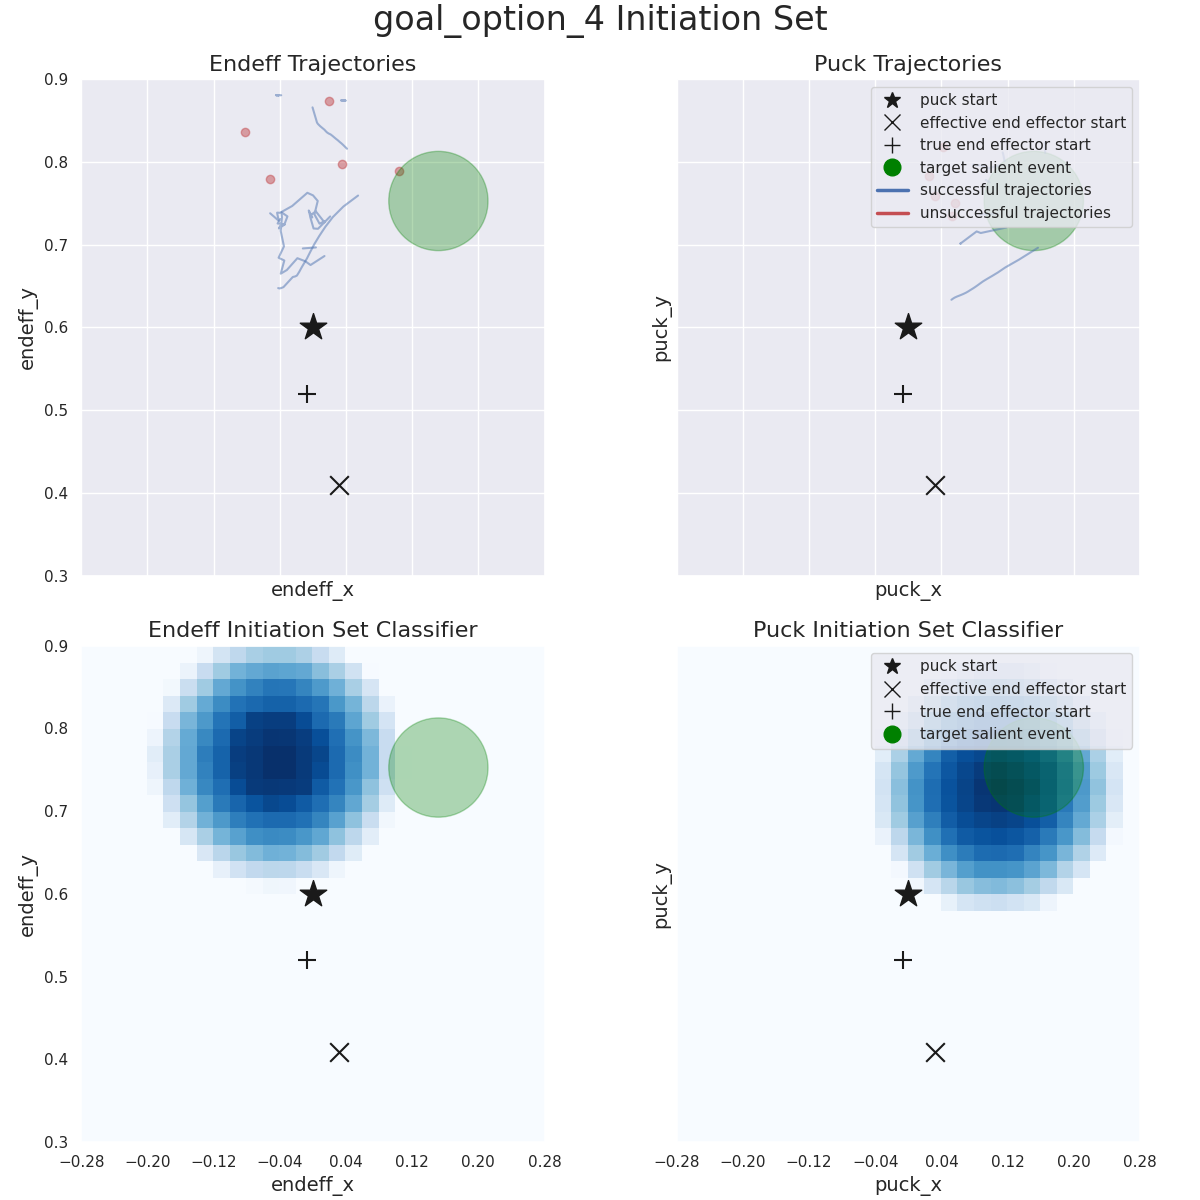 goal_option_4 Initiation Set
Endeff Trajectories
Puck Trajectories
0.9
0.8
0.7
0.6
0.5
0.4
0.3
endeff_y
endeff_x
puck start
effective end effector start
true end effector start
target salient event
successful trajectories
unsuccessful trajectories
puck_y
puck_x
Endeff Initiation Set Classifier
Puck Initiation Set Classifier
0.9
0.8
0.7
0.6
0.5
0.4
0.3
endeff_y
−0.28 −0.20 −0.12 −0.04 0.04 0.12 0.20 0.28
endeff_x
puck start
effective end effector start
true end effector start
target salient event
puck_y
−0.28 −0.20 −0.12 −0.04 0.04 0.12 0.20 0.28
puck_x